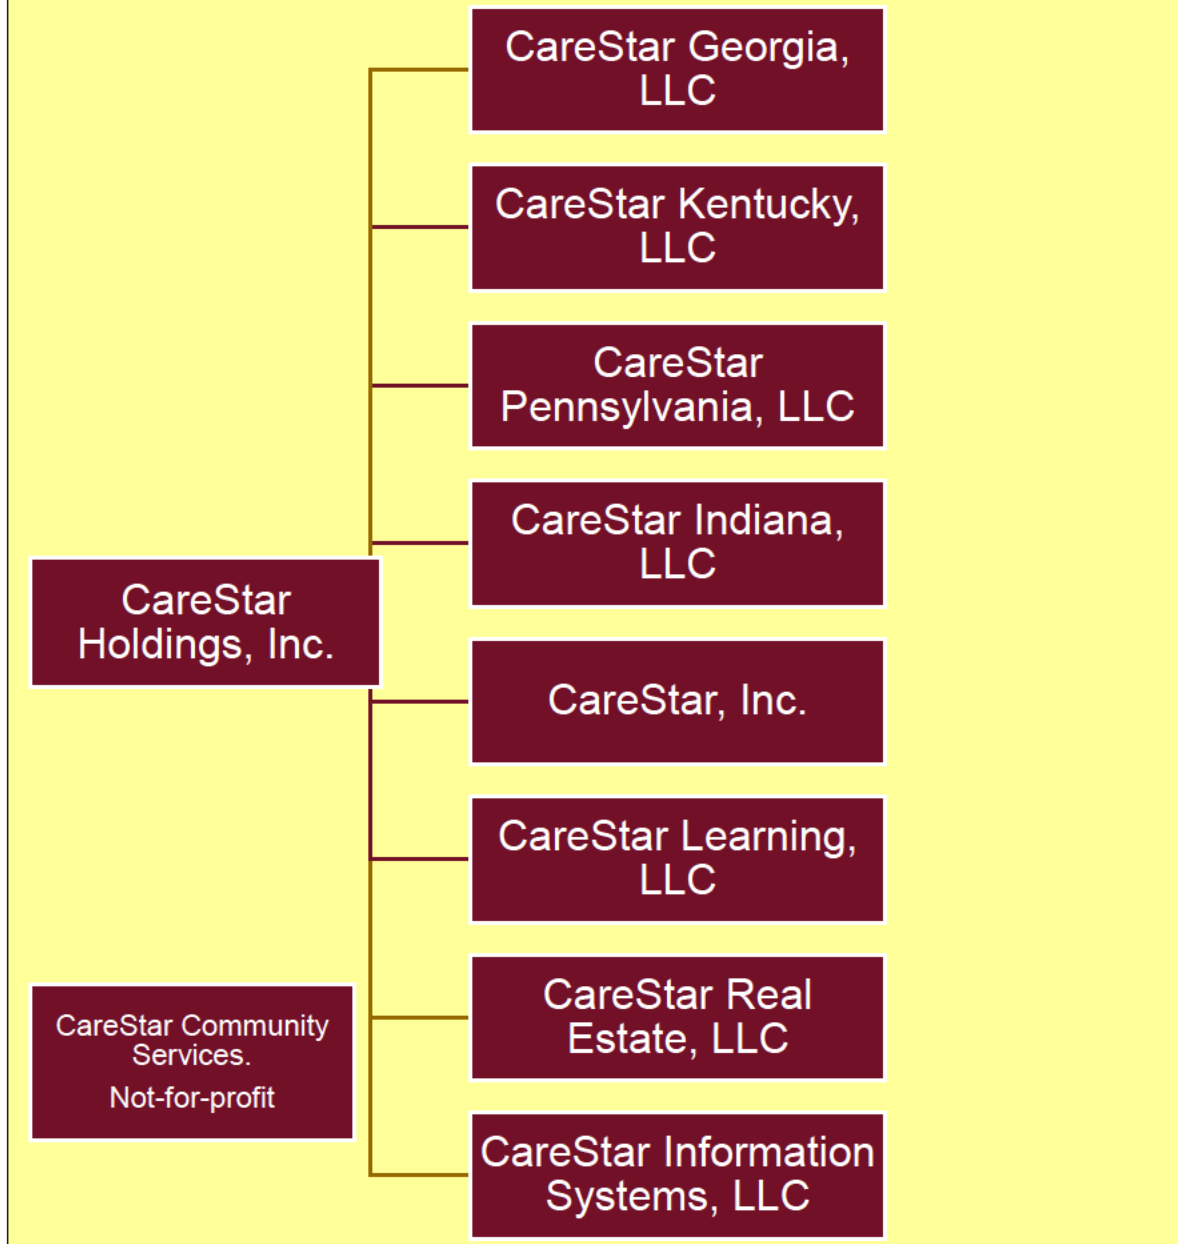 CareStar Georgia,
LLC
CareStar Kentucky,
LLC
CareStar
Pennsylvania, LLC
CareStar Indiana,
LLC
CareStar
Holdings, Inc.
CareStar, Inc.
CareStar Learning,
LLC
CareStar Real
Estate, LLC
CareStar Community
Services.
Not-for-profit
CareStar Information
Systems, LLC